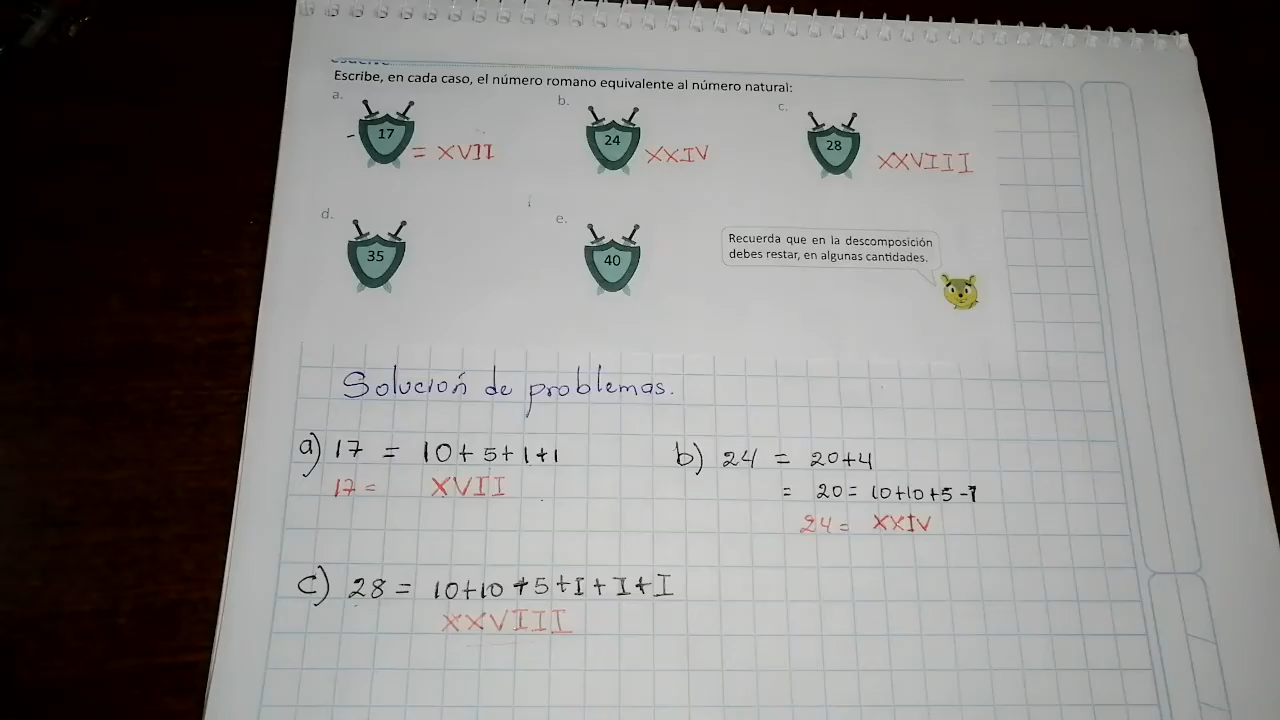 Escribe, en cada caso, el número romano equivalente al número natural:
a.
b.
c.
17
24
28
= XVII
XXIV
XXVIII
d.
e.
35
40
Recuerda que en la descomposición
debes restar, en algunas cantidades.
Solución de problemas.
a) 17 = 10+5+1+1
17= XVII
b) 24 = 20+4
= 20= 10+10+5-1
24= XXIV
c) 28 = 10+10+5+I+I+I
XXVIII